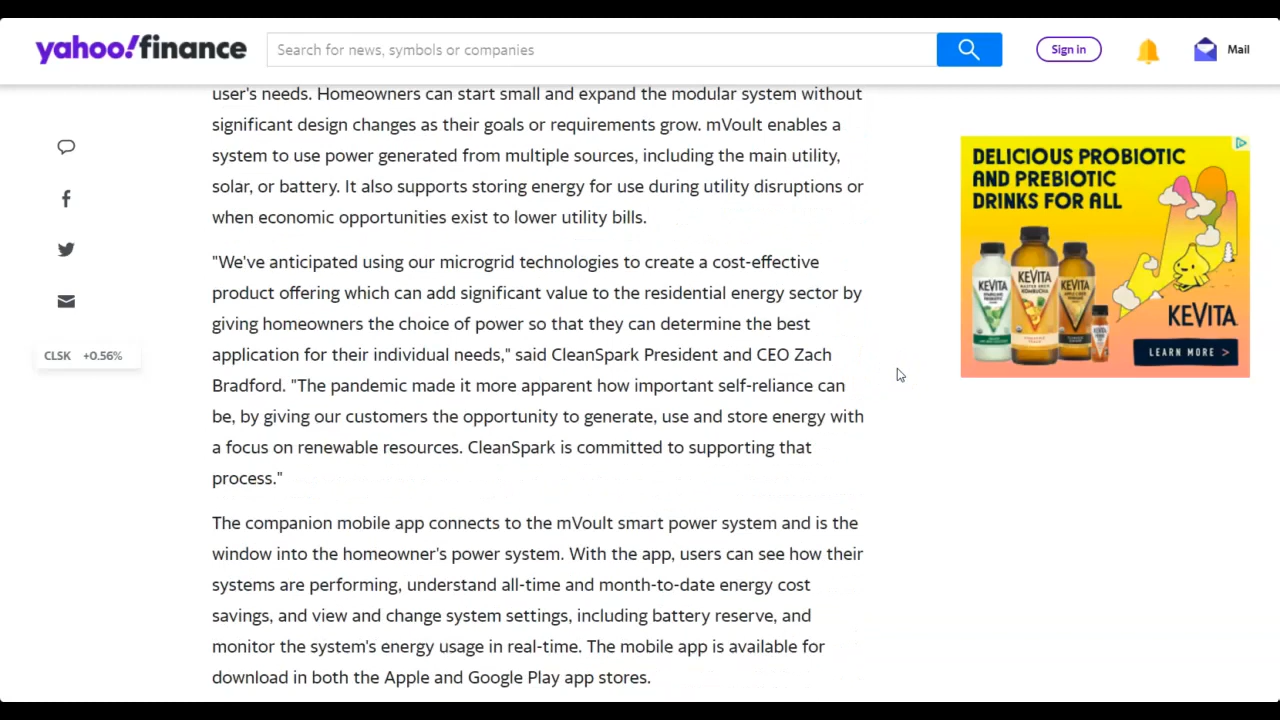 yahoo!finance
Search for news, symbols or companies
Sign in
Mail
user's needs. Homeowners can start small and expand the modular system without
significant design changes as their goals or requirements grow. mVoult enables a
system to use power generated from multiple sources, including the main utility,
solar, or battery. It also supports storing energy for use during utility disruptions or
when economic opportunities exist to lower utility bills.
"We've anticipated using our microgrid technologies to create a cost-effective
product offering which can add significant value to the residential energy sector by
giving homeowners the choice of power so that they can determine the best
application for their individual needs," said CleanSpark President and CEO Zach
Bradford. "The pandemic made it more apparent how important self-reliance can
be, by giving our customers the opportunity to generate, use and store energy with
a focus on renewable resources. CleanSpark is committed to supporting that
process."
The companion mobile app connects to the mVoult smart power system and is the
window into the homeowner's power system. With the app, users can see how their
systems are performing, understand all-time and month-to-date energy cost
savings, and view and change system settings, including battery reserve, and
monitor the system's energy usage in real-time. The mobile app is available for
download in both the Apple and Google Play app stores.
CLSK +0.56%
DELICIOUS PROBIOTIC
AND PREBIOTIC
DRINKS FOR ALL
KEVITA
KEVITA
KEVITA
KEVITA
LEARN MORE >